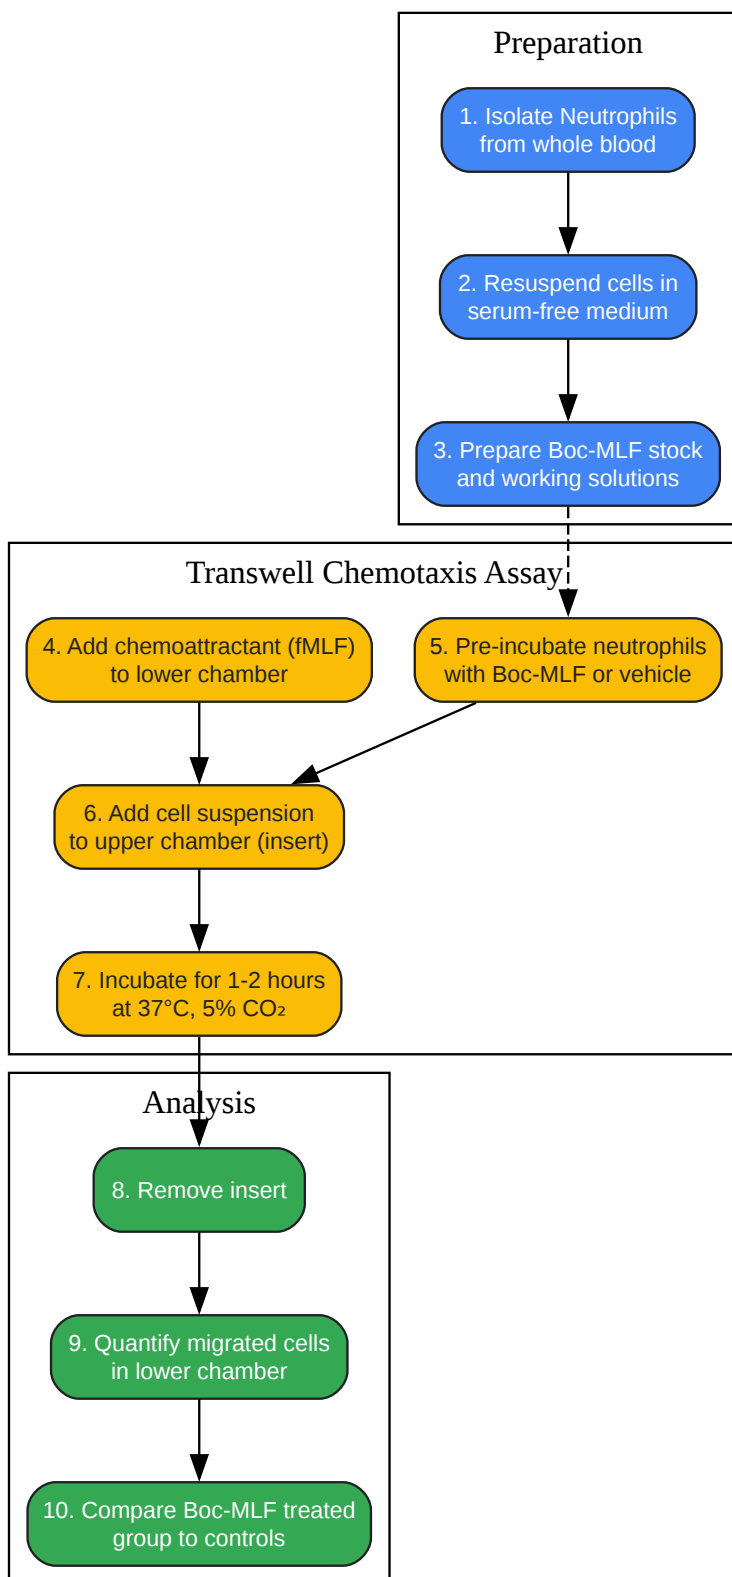 Preparation
1. Isolate Neutrophils
from whole blood
2. Resuspend cells in
serum-free medium
3. Prepare Boc-MLF stock
and working solutions
Transwell Chemotaxis Assay
4. Add chemoattractant (fMLF)
to lower chamber
5. Pre-incubate neutrophils
with Boc-MLF or vehicle
6. Add cell suspension
to upper chamber (insert)
7. Incubate for 1-2 hours
at 37°C, 5% CO₂
Analysis
8. Remove insert
9. Quantify migrated cells
in lower chamber
10. Compare Boc-MLF treated
group to controls